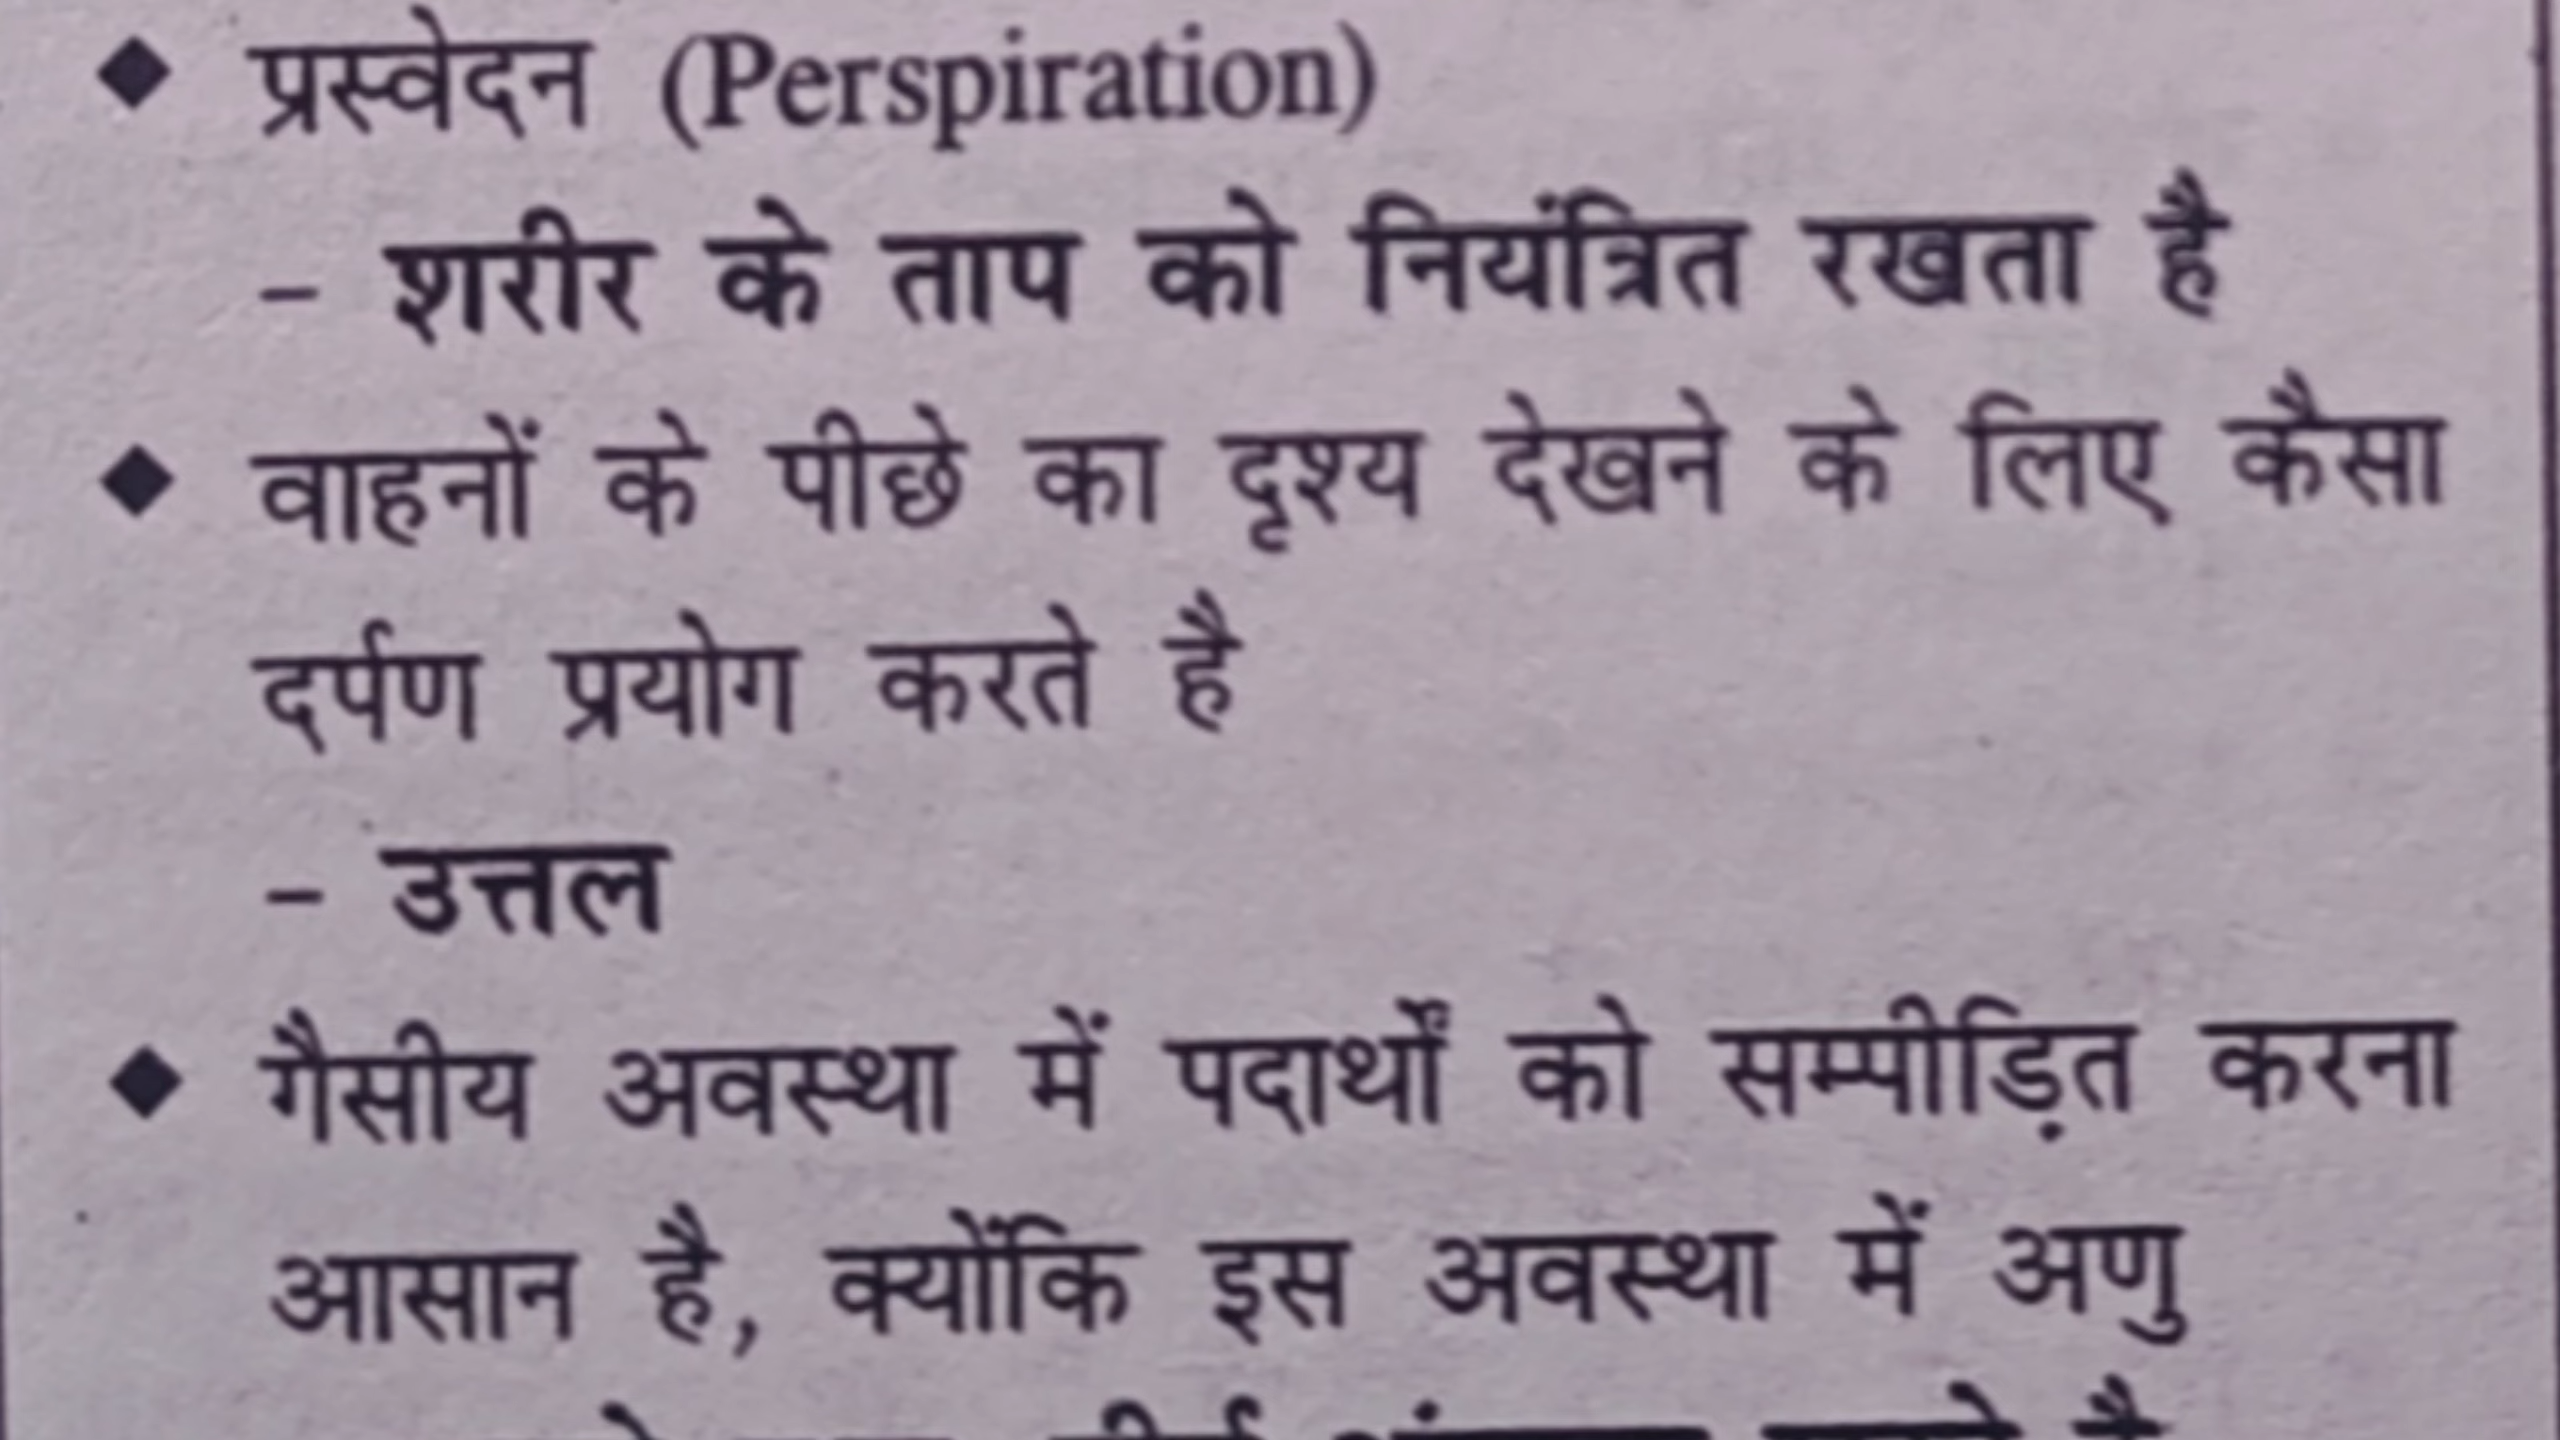 ◆ प्रस्वेदन (Perspiration)
– शरीर के ताप को नियंत्रित रखता है
◆ वाहनों के पीछे का दृश्य देखने के लिए कैसा
दर्पण प्रयोग करते है
– उत्तल
◆ गैसीय अवस्था में पदार्थों को सम्पीड़ित करना
आसान है, क्योंकि इस अवस्था में अणु